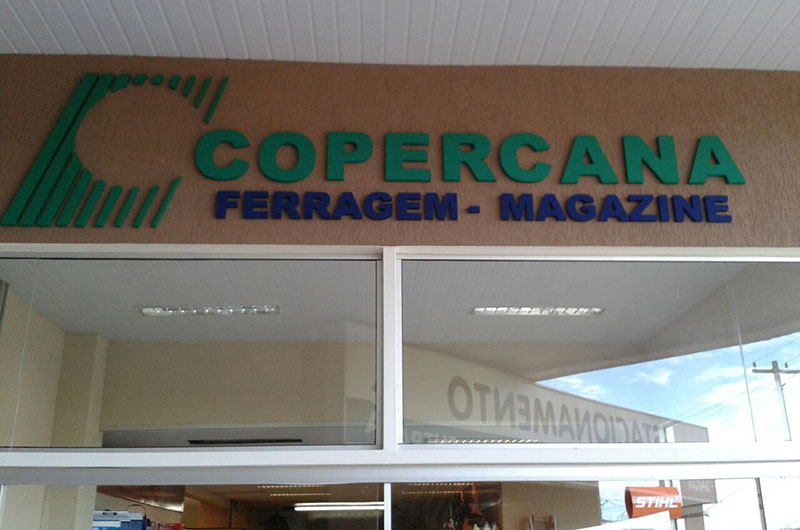 COPERCANA
FERRAGEM - MAGAZINE
ESTACIONAMENTO
STIHL